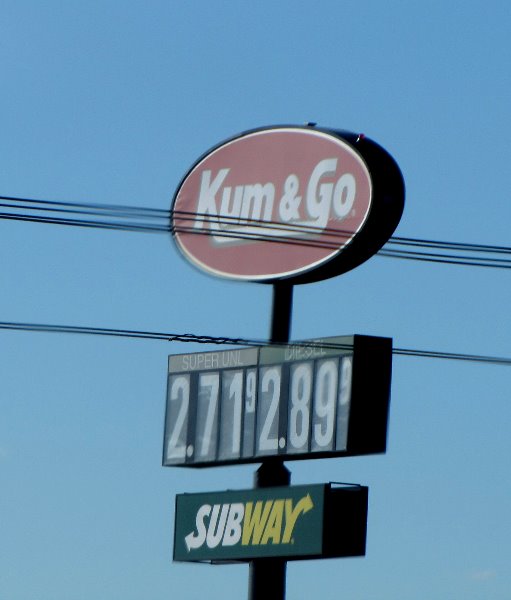 Kum & Go
SUPER UNL DIESEL
2.71 9 2.89 9
SUBWAY